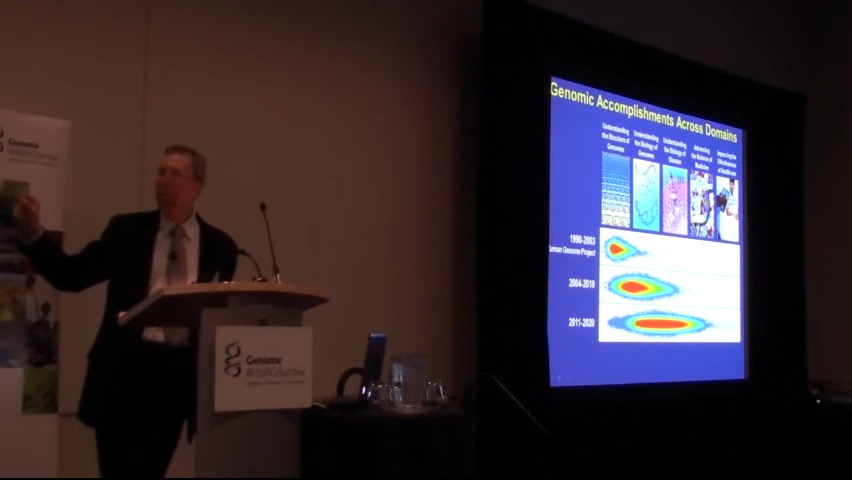 Genome
Genomic Accomplishments Across Domains
Understanding
the Structure of
Genomes
Understanding
the Biology of
Genomes
Understanding
the Biology of
Disease
Advancing
the Science of
Medicine
Improving the
Effectiveness
of Healthcare
1990-2003
Human Genome Project
2004-2010
2011-2020
Genome
BritishColumbia